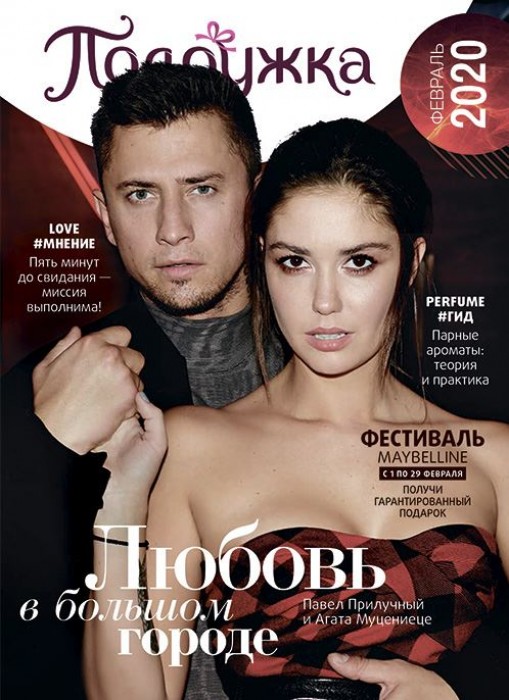 Подружка
ФЕВРАЛЬ
2020
LOVE
#МНЕНИЕ
Пять минут
до свидания —
миссия
выполнима!
PERFUME
#ГИД
Парные
ароматы:
теория
и практика
ФЕСТИВАЛЬ
MAYBELLINE
С 1 ПО 29 ФЕВРАЛЯ
ПОЛУЧИ
ГАРАНТИРОВАННЫЙ
ПОДАРОК
Любовь
в большом
городе
Павел Прилучный
и Агата Муцениеце